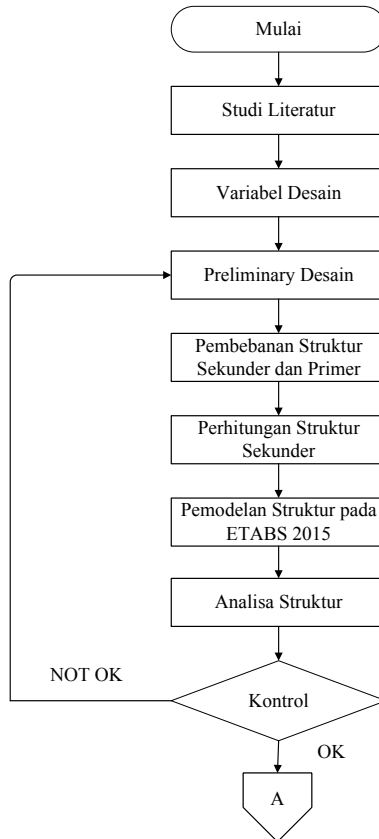 Mulai
Studi Literatur
Variabel Desain
Preliminary Desain
Pembebanan Struktur
Sekunder dan Primer
Perhitungan Struktur
Sekunder
Pemodelan Struktur pada
ETABS 2015
Analisa Struktur
NOT OK
Kontrol
OK
A